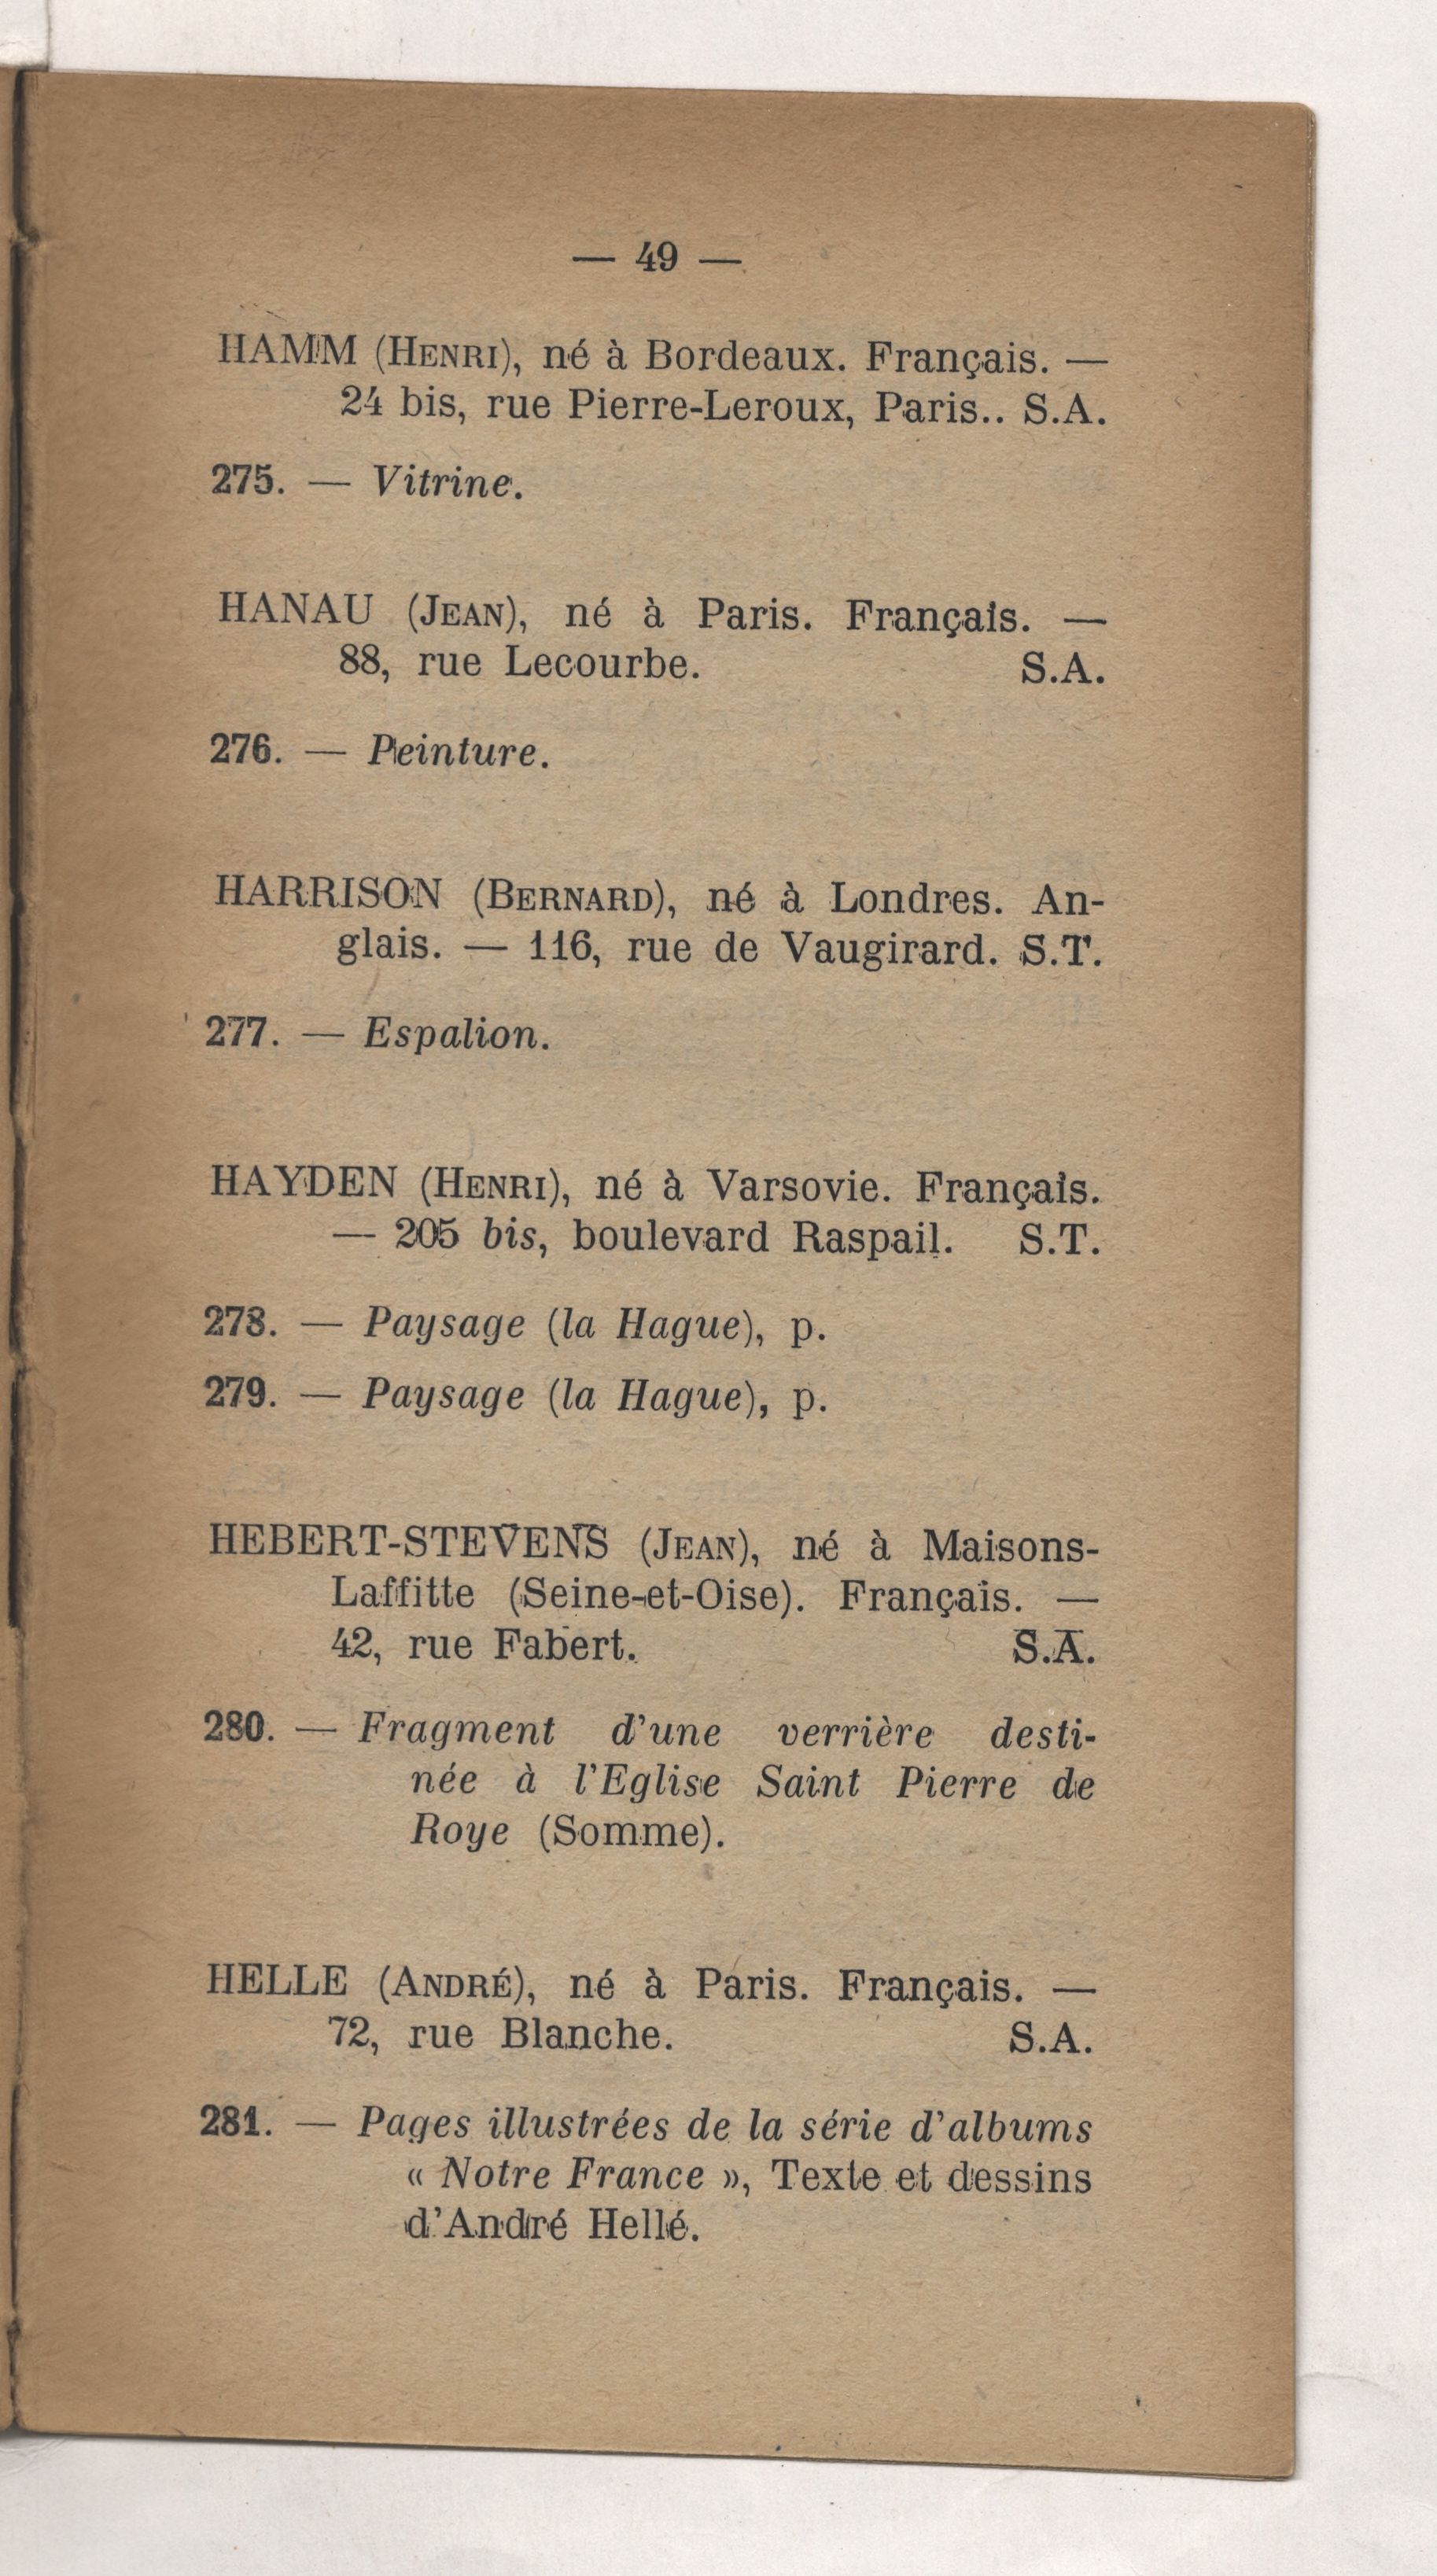 — 49 —
HAMM (HENRI), né à Bordeaux. Français. —
24 bis, rue Pierre-Leroux, Paris.. S.A.
275. — Vitrine.
HANAU (JEAN), né à Paris. Français. —
88, rue Lecourbe. S.A.
276. — Peinture.
HARRISON (BERNARD), né à Londres. An-
glais. — 116, rue de Vaugirard. S.T.
277. — Espalion.
HAYDEN (HENRI), né à Varsovie. Français.
— 205 bis, boulevard Raspail. S.T.
278. — Paysage (la Hague), p.
279. — Paysage (la Hague), p.
HEBERT-STEVENS (JEAN), né à Maisons-
Laffitte (Seine-et-Oise). Français. —
42, rue Fabert. S.A.
280. — Fragment d'une verrière desti-
née à l'Eglise Saint Pierre de
Roye (Somme).
HELLE (ANDRÉ), né à Paris. Français. —
72, rue Blanche. S.A.
281. — Pages illustrées de la série d'albums
« Notre France », Texte et dessins
d'André Hellé.